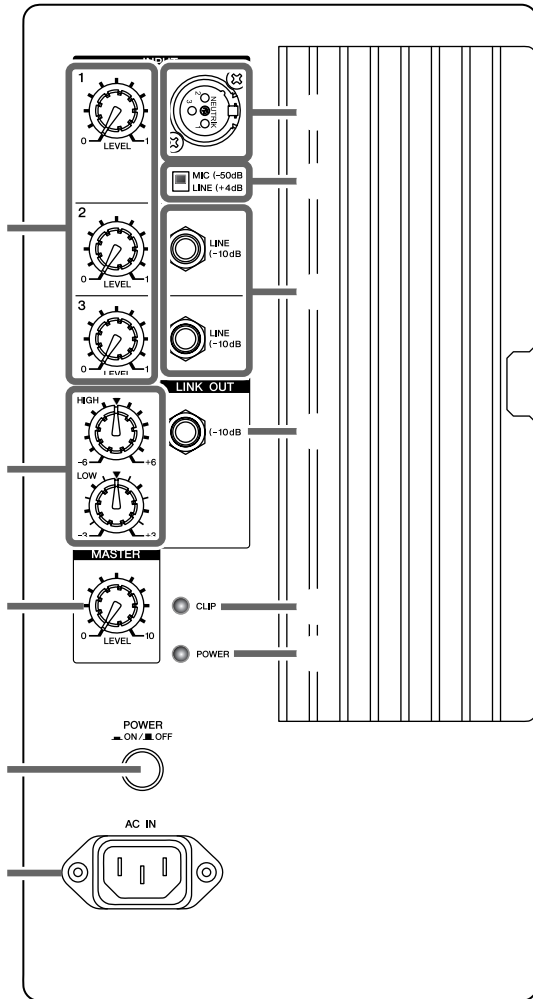 1
0 1
LEVEL
2
3
1
NEUTRIK
MIC (-50dB
LINE (+4dB
2
0 1
LEVEL
LINE
(-10dB
3
0 1
LEVEL
LINE
(-10dB
LINK OUT
HIGH
-6 +6
(-10dB
LOW
-3 +3
MASTER
0 10
LEVEL
CLIP
POWER
POWER
ON / OFF
AC IN